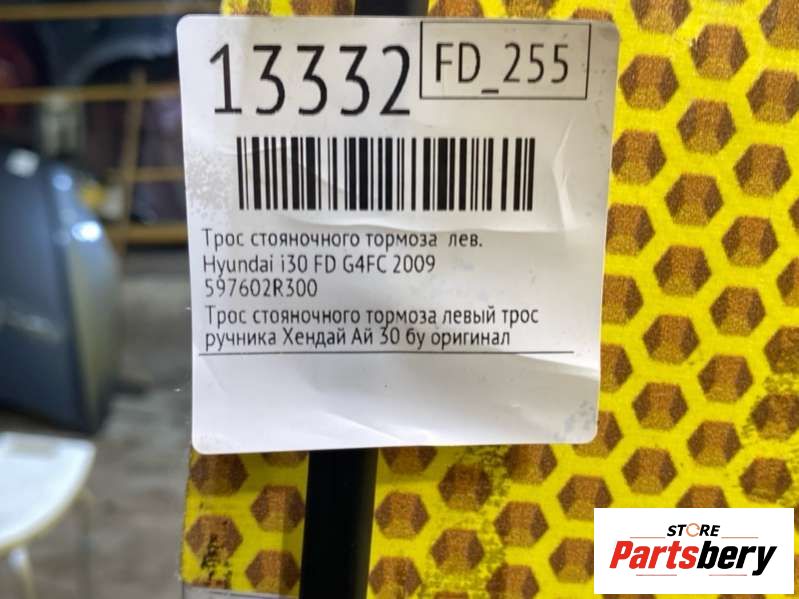 13332
FD_255
Трос стояночного тормоза лев.
Hyundai i30 FD G4FC 2009
597602R300
Трос стояночного тормоза левый трос
ручника Хендай Ай 30 бу оригинал
STORE
Partsbery